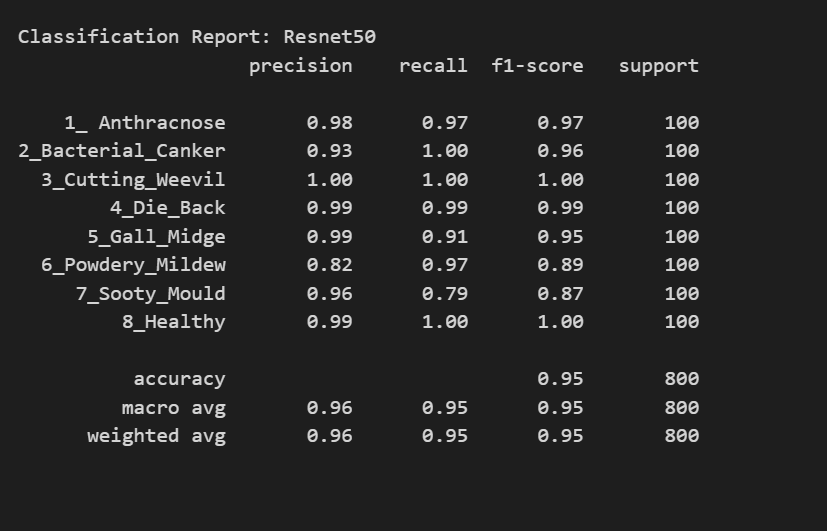 Classification Report: Resnet50
precision recall f1-score support
1_ Anthracnose 0.98 0.97 0.97 100
2_Bacterial_Canker 0.93 1.00 0.96 100
3_Cutting_Weevil 1.00 1.00 1.00 100
4_Die_Back 0.99 0.99 0.99 100
5_Gall_Midge 0.99 0.91 0.95 100
6_Powdery_Mildew 0.82 0.97 0.89 100
7_Sooty_Mould 0.96 0.79 0.87 100
8_Healthy 0.99 1.00 1.00 100
accuracy 0.95 800
macro avg 0.96 0.95 0.95 800
weighted avg 0.96 0.95 0.95 800